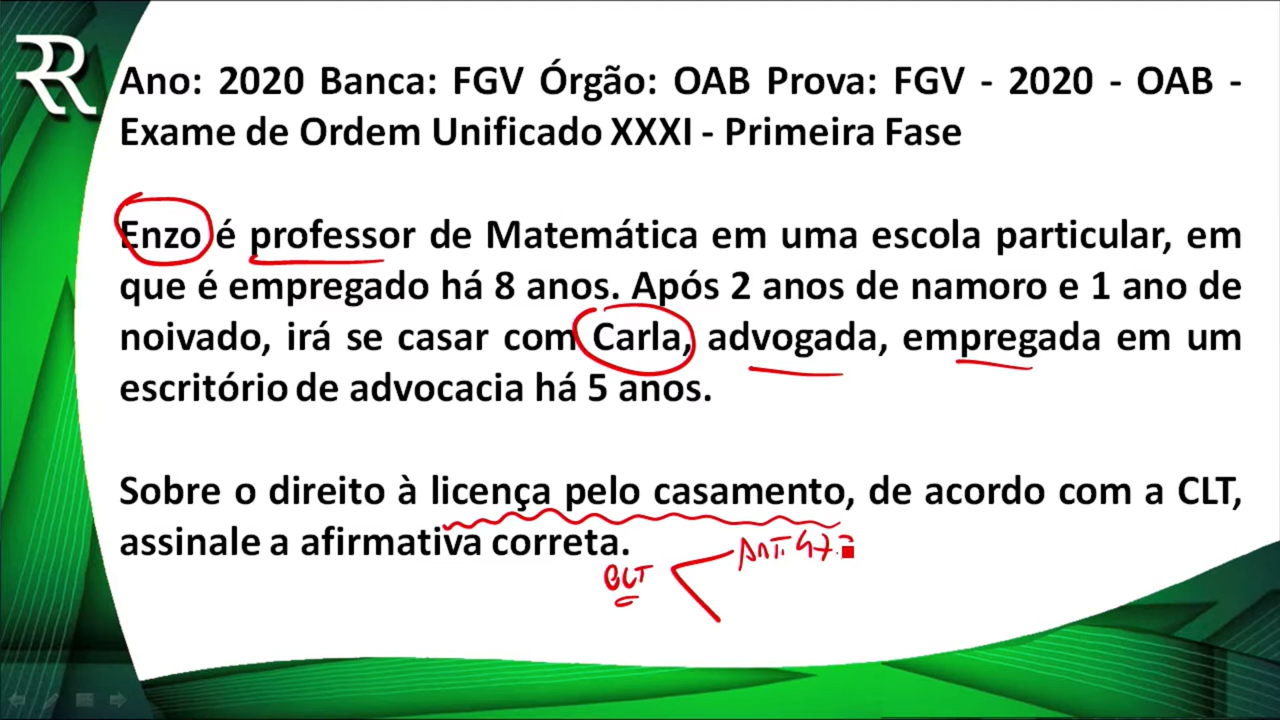 Ano: 2020 Banca: FGV Órgão: OAB Prova: FGV - 2020 - OAB -
Exame de Ordem Unificado XXXI - Primeira Fase
Enzo é professor de Matemática em uma escola particular, em
que é empregado há 8 anos. Após 2 anos de namoro e 1 ano de
noivado, irá se casar com Carla, advogada, empregada em um
escritório de advocacia há 5 anos.
Sobre o direito à licença pelo casamento, de acordo com a CLT,
assinale a afirmativa correta.
CLT
ART. 473